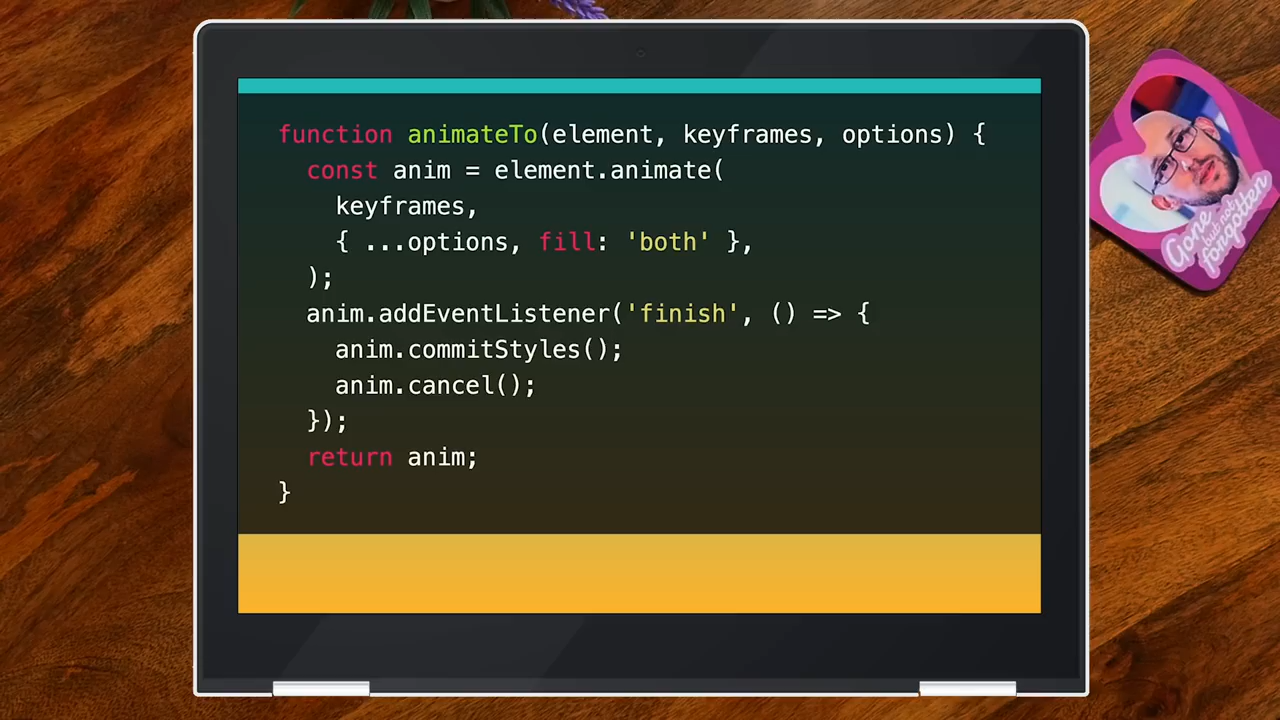 function animateTo(element, keyframes, options) {
  const anim = element.animate(
    keyframes,
    { ...options, fill: 'both' },
  );
  anim.addEventListener('finish', () => {
    anim.commitStyles();
    anim.cancel();
  });
  return anim;
}
Gone
but not
forgotten